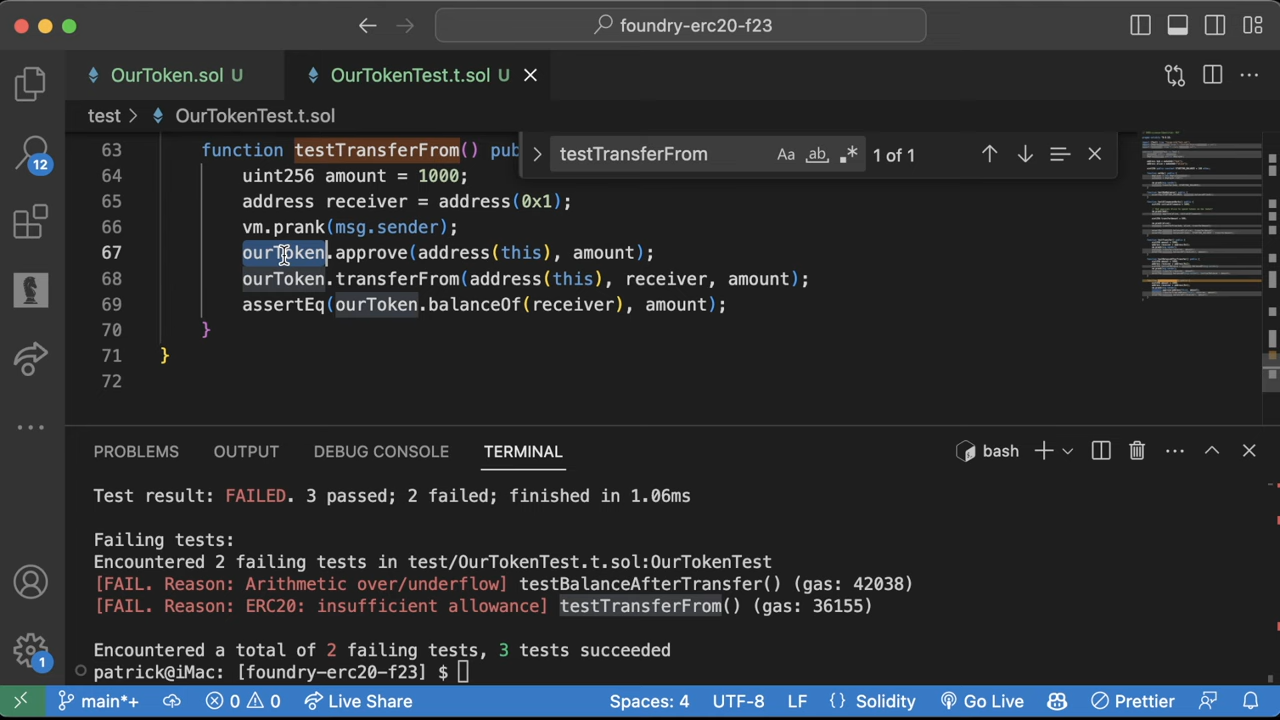 foundry-erc20-f23
OurToken.sol U
OurTokenTest.t.sol U
test > OurTokenTest.t.sol
12
63 function testTransferFrom() pub
testTransferFrom Aa ab .* 1 of 1
64 uint256 amount = 1000;
65 address receiver = address(0x1);
66 vm.prank(msg.sender);
67 ourToken.approve(address(this), amount);
68 ourToken.transferFrom(address(this), receiver, amount);
69 assertEq(ourToken.balanceOf(receiver), amount);
70 }
71 }
72
PROBLEMS OUTPUT DEBUG CONSOLE TERMINAL bash
Test result: FAILED. 3 passed; 2 failed; finished in 1.06ms
Failing tests:
Encountered 2 failing tests in test/OurTokenTest.t.sol:OurTokenTest
[FAIL. Reason: Arithmetic over/underflow] testBalanceAfterTransfer() (gas: 42038)
[FAIL. Reason: ERC20: insufficient allowance] testTransferFrom() (gas: 36155)
Encountered a total of 2 failing tests, 3 tests succeeded
patrick@iMac: [foundry-erc20-f23] $
1
main*+ 0 0 Live Share Spaces: 4 UTF-8 LF {} Solidity Go Live Prettier